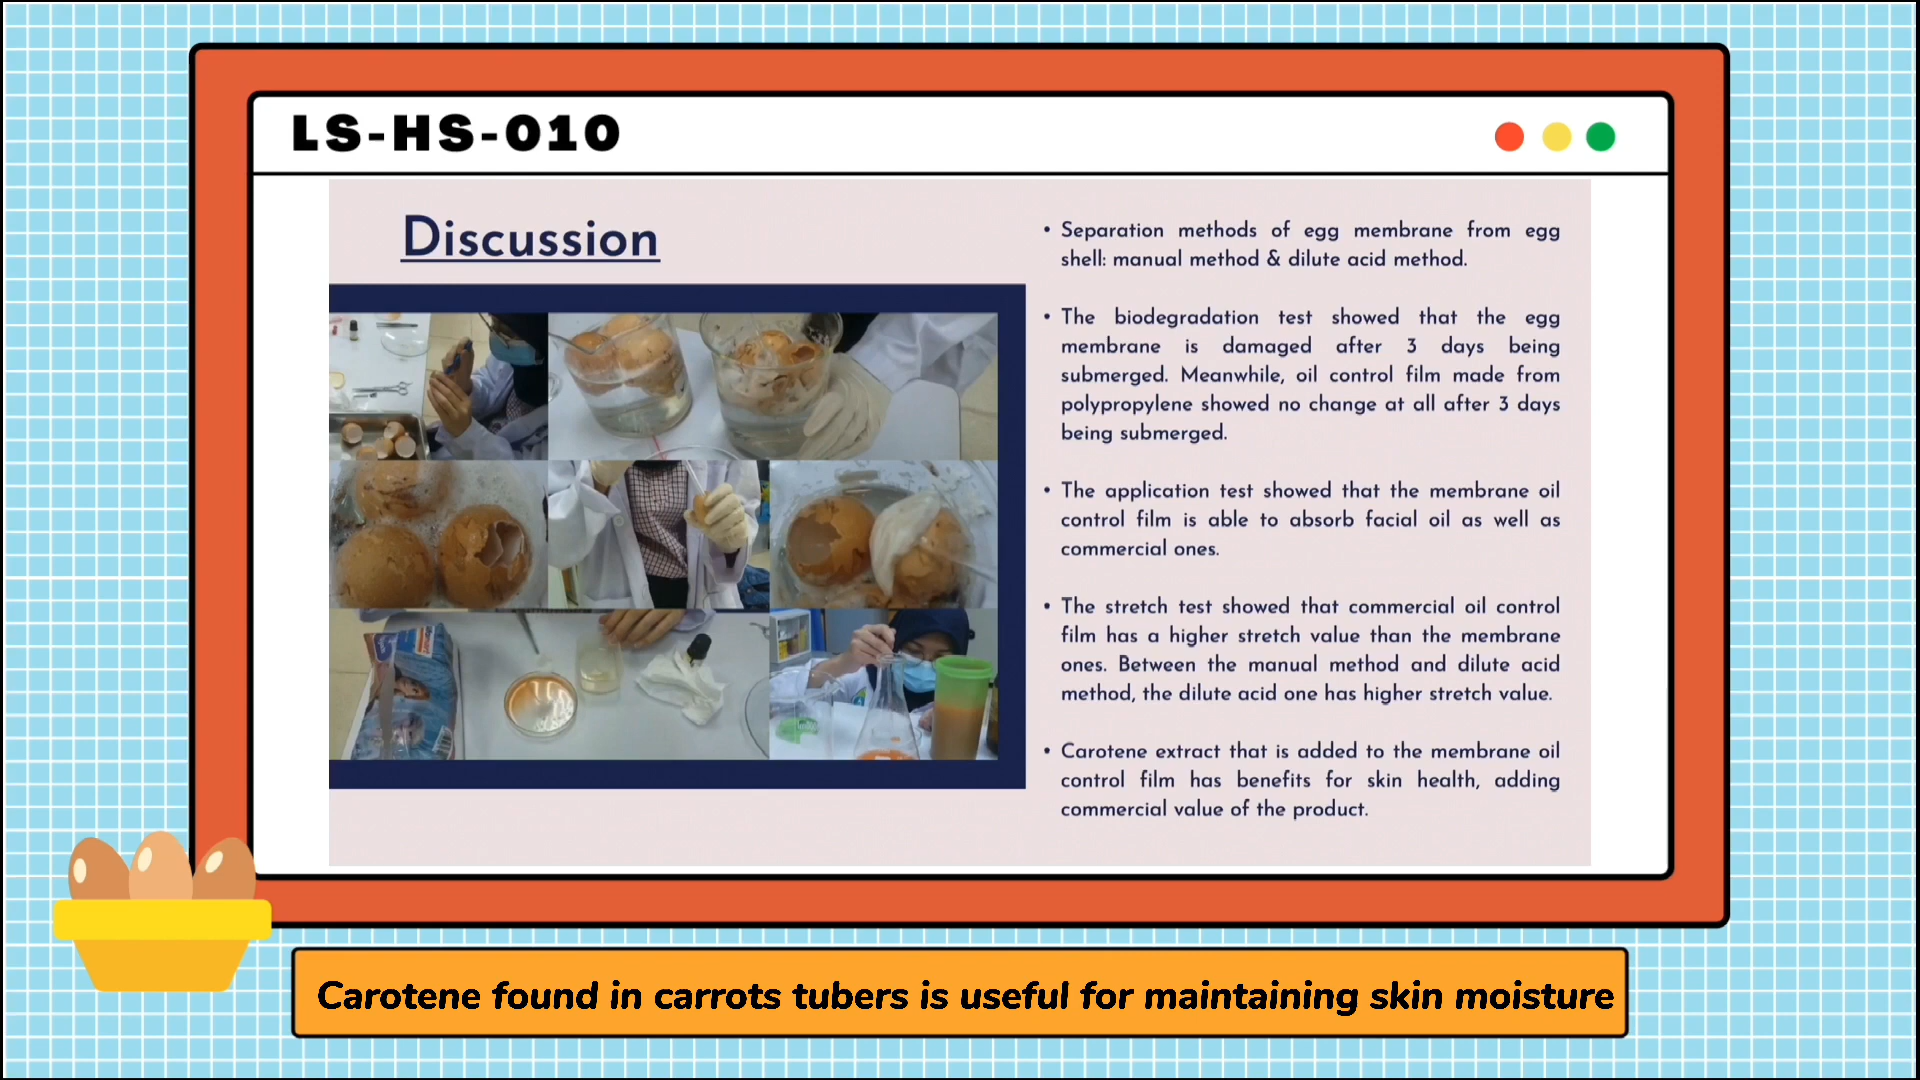 LS-HS-010
Discussion
• Separation methods of egg membrane from egg
shell: manual method & dilute acid method.
• The biodegradation test showed that the egg
membrane is damaged after 3 days being
submerged. Meanwhile, oil control film made from
polypropylene showed no change at all after 3 days
being submerged.
• The application test showed that the membrane oil
control film is able to absorb facial oil as well as
commercial ones.
• The stretch test showed that commercial oil control
film has a higher stretch value than the membrane
ones. Between the manual method and dilute acid
method, the dilute acid one has higher stretch value.
• Carotene extract that is added to the membrane oil
control film has benefits for skin health, adding
commercial value of the product.
Carotene found in carrots tubers is useful for maintaining skin moisture